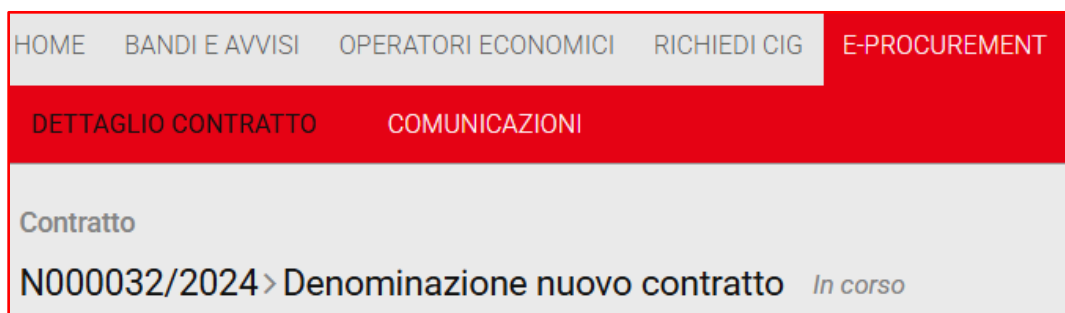 HOME BANDI E AVVISI OPERATORI ECONOMICI RICHIEDI CIG E-PROCUREMENT
DETTAGLIO CONTRATTO COMUNICAZIONI
Contratto
N000032/2024 > Denominazione nuovo contratto In corso